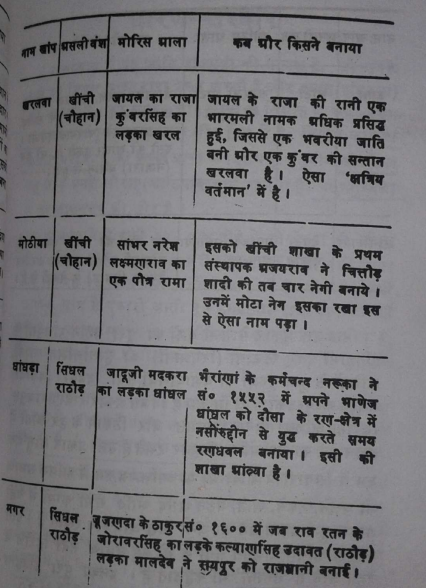 नाम खांप असली वंश मोरिस आला कब और किसने बनाया
खरलवा खींची जायल का राजा जायल के राजा की रानी एक
(चौहान) कुंवरसिंह का भारमली नामक अधिक प्रसिद्ध
लड़का खरल हुई, जिससे एक भवरीया जाति
बनी और एक कुंवर की सन्तान
खरलवा है। ऐसा 'क्षत्रिय
वर्तमान' में है।
मोठीया खींची सांभर नरेश इसको खींची शाखा के प्रथम
(चौहान) लक्ष्मणराव का संस्थापक अजयराव ने चित्तौड़
एक पौत्र रामा शादी की तब चार नेगी बनाये।
उनमें मोटा नेग इसका रखा इस
से ऐसा नाम पड़ा।
धांधड़ा सिंघल जादूजी मदकरा भैराणां के कर्मचन्द नरूका ने
राठौड़ का लड़का धांधल सं० १५५२ में अपने भाणेज
धांधल को दौसा के रण-क्षेत्र में
नसीरुद्दीन से युद्ध करते समय
रणधवल बनाया। इसी की
शाखा भांल्या है।
मगर सिंघल जूजणदा के ठाकुर सं० १६०० में जब राव रतन के
राठौड़ जोरावरसिंह का लड़के कल्याणसिंह उदावत (राठौड़)
लड़का मालदेव ने सूयपुर को राजधानी बनाई।